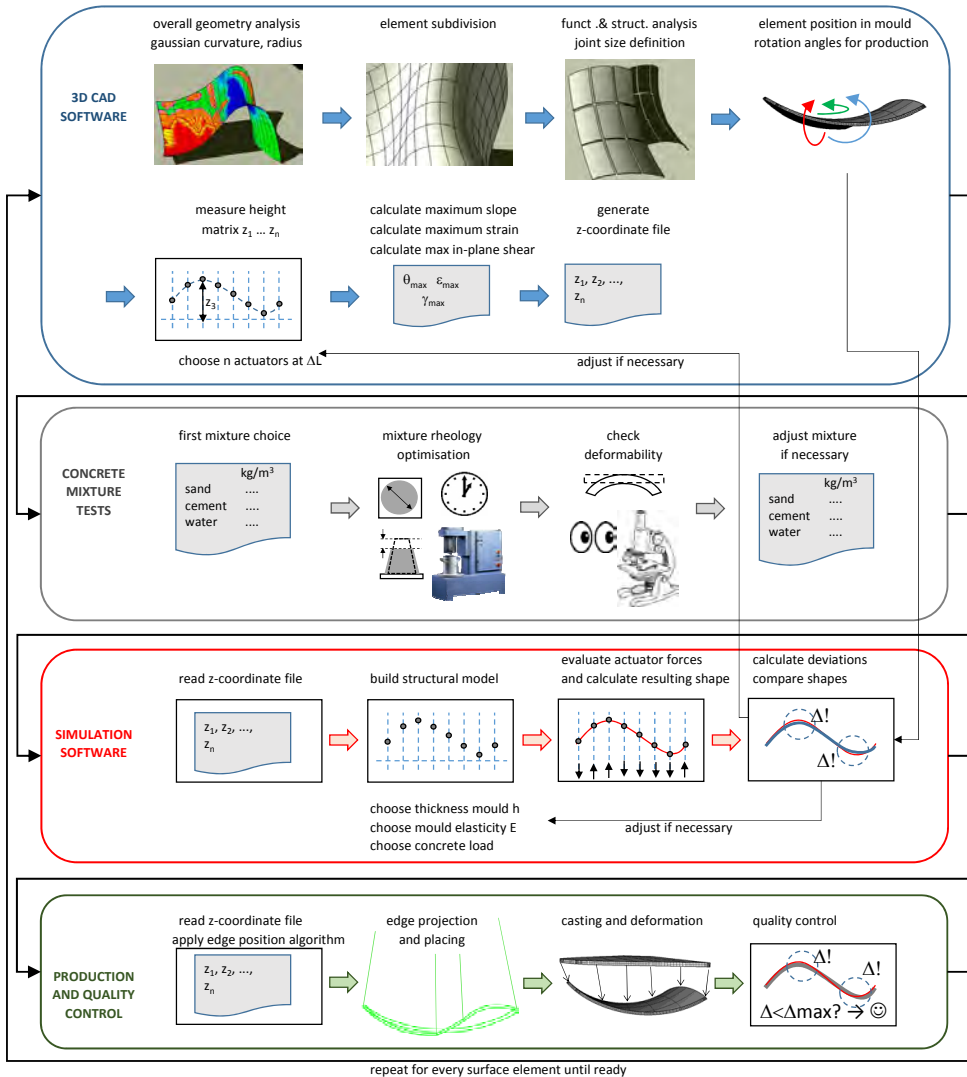 overall geometry analysis
gaussian curvature, radius
element subdivision
funct .& struct. analysis
joint size definition
element position in mould
rotation angles for production
3D CAD
SOFTWARE
measure height
matrix z1 ... zn
calculate maximum slope
calculate maximum strain
calculate max in-plane shear
generate
z-coordinate file
z3
θmax εmax
γmax
z1, z2, ...,
zn
choose n actuators at ΔL
adjust if necessary
CONCRETE
MIXTURE
TESTS
first mixture choice
kg/m³
sand ....
cement ....
water ....
mixture rheology
optimisation
check
deformability
adjust mixture
if necessary
kg/m³
sand ....
cement ....
water ....
SIMULATION
SOFTWARE
read z-coordinate file
z1, z2, ...,
zn
build structural model
evaluate actuator forces
and calculate resulting shape
calculate deviations
compare shapes
Δ!
Δ!
choose thickness mould h
choose mould elasticity E
choose concrete load
adjust if necessary
PRODUCTION
AND QUALITY
CONTROL
read z-coordinate file
apply edge position algorithm
z1, z2, ...,
zn
edge projection
and placing
casting and deformation
quality control
Δ!
Δ!
Δ<Δmax? → ☺
repeat for every surface element until ready